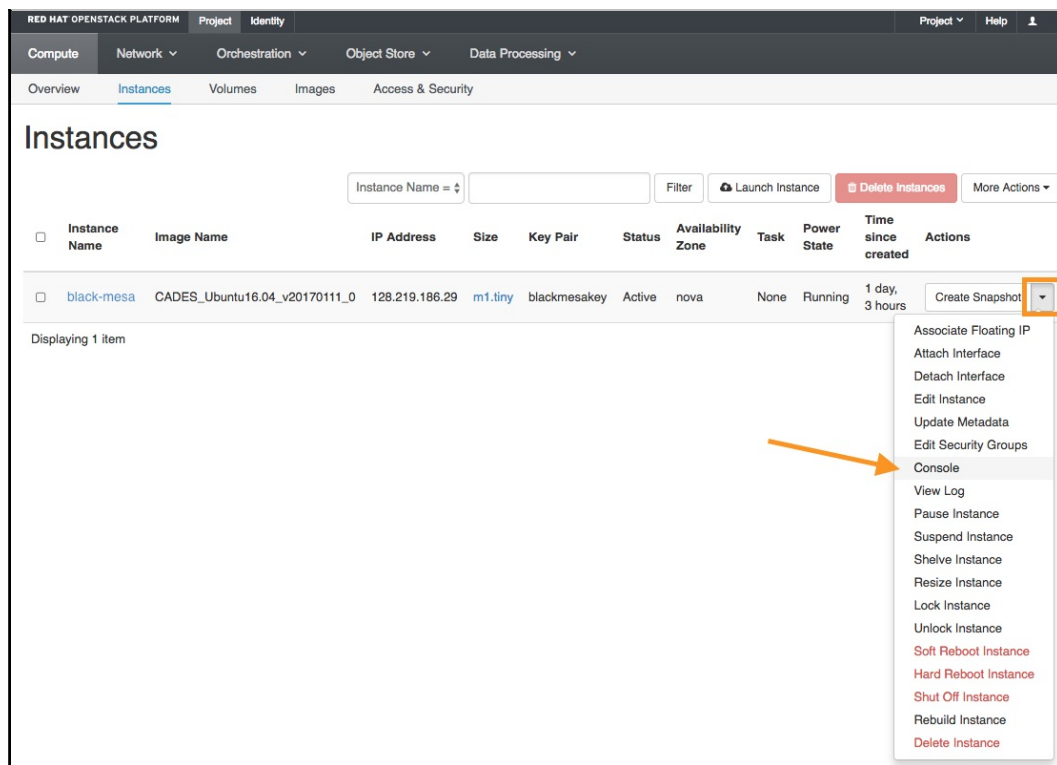 RED HAT OPENSTACK PLATFORM Project Identity Project Help
Compute Network Orchestration Object Store Data Processing
Overview Instances Volumes Images Access & Security
Instances
Instance Name = Filter Launch Instance Delete Instances More Actions
Instance Name Image Name IP Address Size Key Pair Status Availability Zone Task Power State Time since created Actions
black-mesa CADES_Ubuntu16.04_v20170111_0 128.219.186.29 m1.tiny blackmesakey Active nova None Running 1 day, 3 hours Create Snapshot
Displaying 1 item
Associate Floating IP
Attach Interface
Detach Interface
Edit Instance
Update Metadata
Edit Security Groups
Console
View Log
Pause Instance
Suspend Instance
Shelve Instance
Resize Instance
Lock Instance
Unlock Instance
Soft Reboot Instance
Hard Reboot Instance
Shut Off Instance
Rebuild Instance
Delete Instance